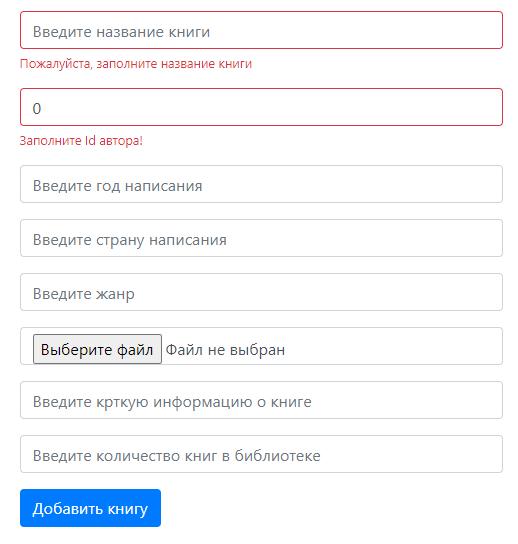 Введите название книги
Пожалуйста, заполните название книги
0
Заполните Id автора!
Введите год написания
Введите страну написания
Введите жанр
Выберите файл Файл не выбран
Введите крткую информацию о книге
Введите количество книг в библиотеке
Добавить книгу